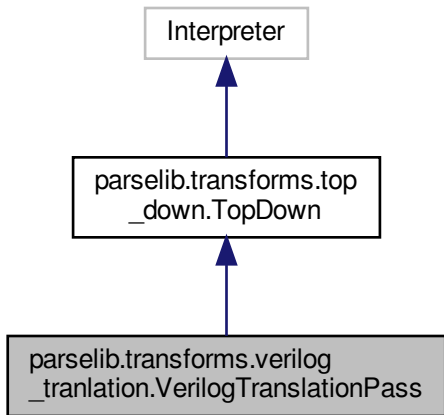 Interpreter
parselib.transforms.top
_down.TopDown
parselib.transforms.verilog
_tranlation.VerilogTranslationPass